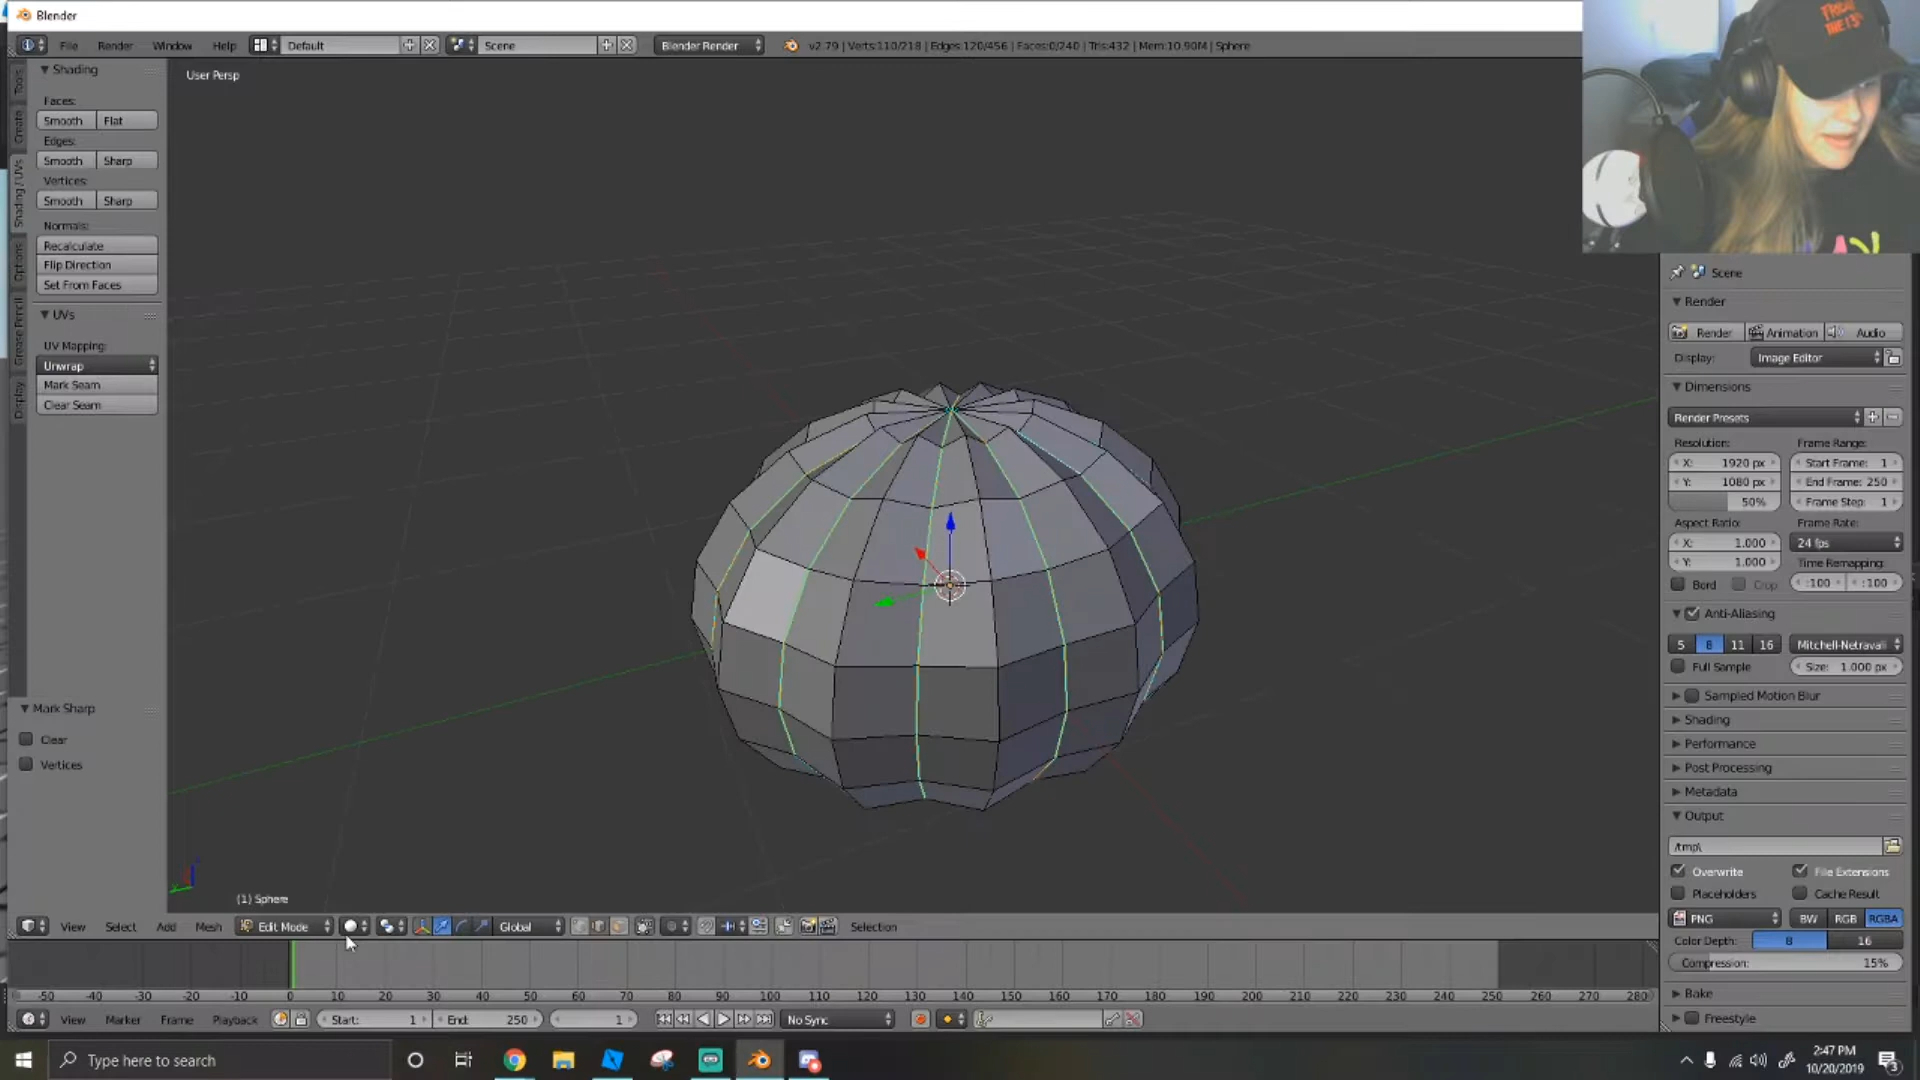 Blender
File Render Window Help Default Scene Blender Render v2.79 | Verts:110/218 | Edges:120/456 | Faces:0/240 | Tris:432 | Mem:10.90M | Sphere
Shading
Faces:
Smooth Flat
Edges:
Smooth Sharp
Vertices:
Smooth Sharp
Normals:
Recalculate
Flip Direction
Set From Faces
UVs
UV Mapping:
Unwrap
Mark Seam
Clear Seam
Tools
Create
Shading / UVs
Options
Grease Pencil
Display
Mark Sharp
Clear
Vertices
User Persp
(1) Sphere
Scene
Render
Render Animation Audio
Display: Image Editor
Dimensions
Render Presets
Resolution: Frame Range:
X: 1920 px Start Frame: 1
Y: 1080 px End Frame: 250
50% Frame Step: 1
Aspect Ratio: Frame Rate:
X: 1.000 24 fps
Y: 1.000 Time Remapping:
Bord Crop :100 :100
Anti-Aliasing
5 8 11 16 Mitchell-Netravali
Full Sample Size: 1.000 px
Sampled Motion Blur
Shading
Performance
Post Processing
Metadata
Output
/tmp\
Overwrite File Extensions
Placeholders Cache Result
PNG BW RGB RGBA
Color Depth: 8 16
Compression: 15%
Bake
Freestyle
View Select Add Mesh Edit Mode Global Selection
-50 -40 -30 -20 -10 0 10 20 30 40 50 60 70 80 90 100 110 120 130 140 150 160 170 180 190 200 210 220 230 240 250 260 270 280
View Marker Frame Playback Start: 1 End: 250 1 No Sync
Type here to search
2:47 PM
10/20/2019
3